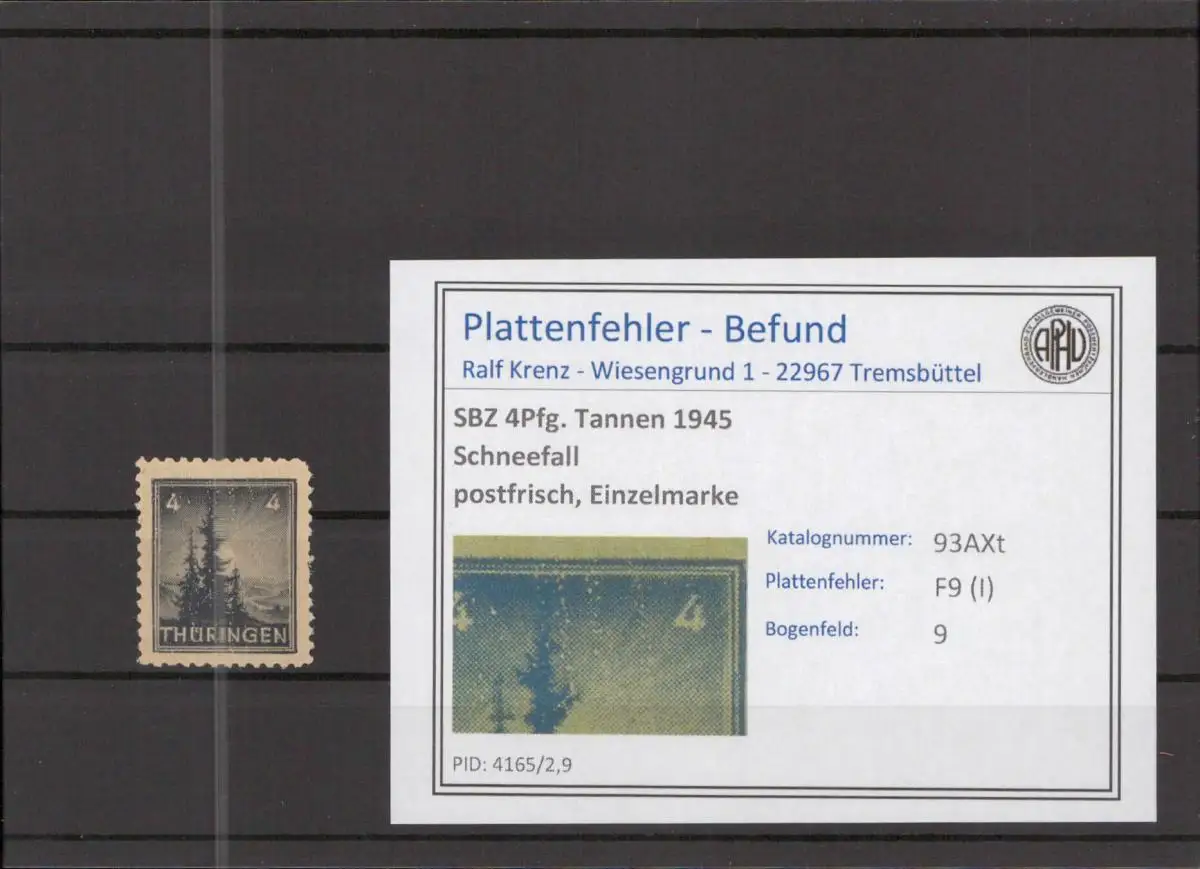 4 4
THÜRINGEN
Plattenfehler - Befund
Ralf Krenz - Wiesengrund 1 - 22967 Tremsbüttel
APHV
SBZ 4Pfg. Tannen 1945
Schneefall
postfrisch, Einzelmarke
4 4
Katalognummer: 93AXt
Plattenfehler: F9 (I)
Bogenfeld: 9
PID: 4165/2,9